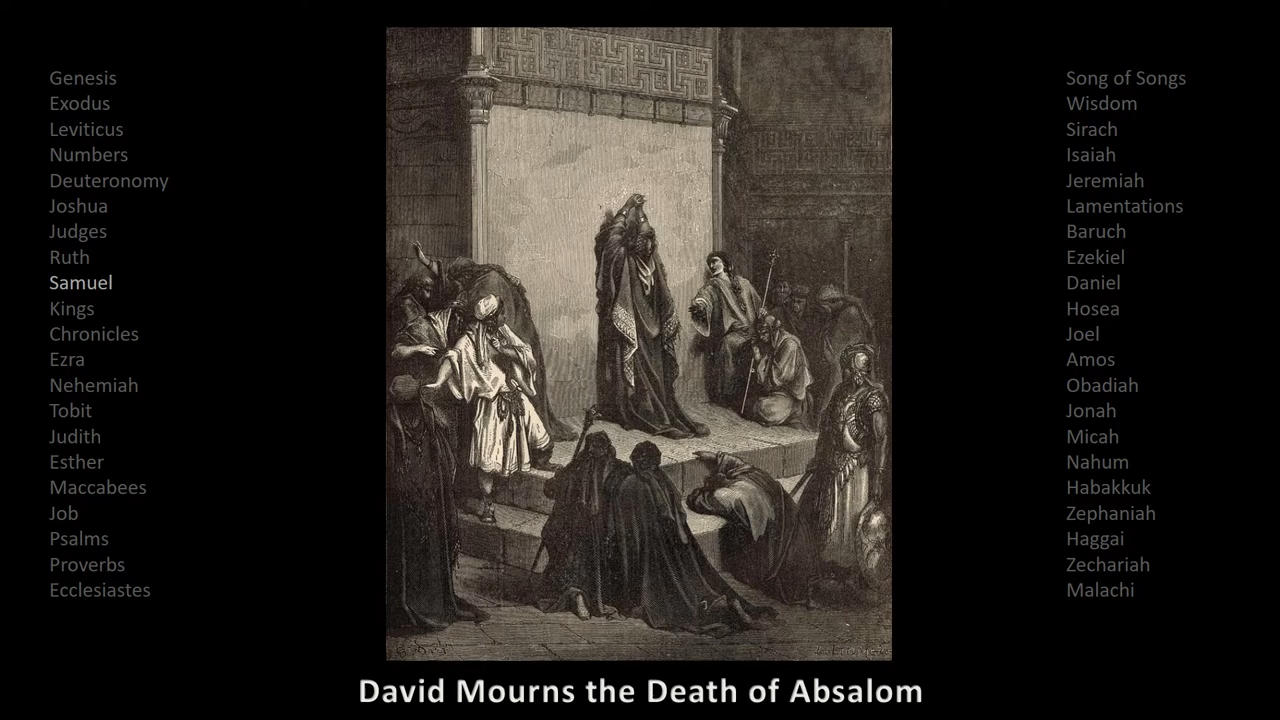 Genesis
Exodus
Leviticus
Numbers
Deuteronomy
Joshua
Judges
Ruth
Samuel
Kings
Chronicles
Ezra
Nehemiah
Tobit
Judith
Esther
Maccabees
Job
Psalms
Proverbs
Ecclesiastes
Song of Songs
Wisdom
Sirach
Isaiah
Jeremiah
Lamentations
Baruch
Ezekiel
Daniel
Hosea
Joel
Amos
Obadiah
Jonah
Micah
Nahum
Habakkuk
Zephaniah
Haggai
Zechariah
Malachi
David Mourns the Death of Absalom